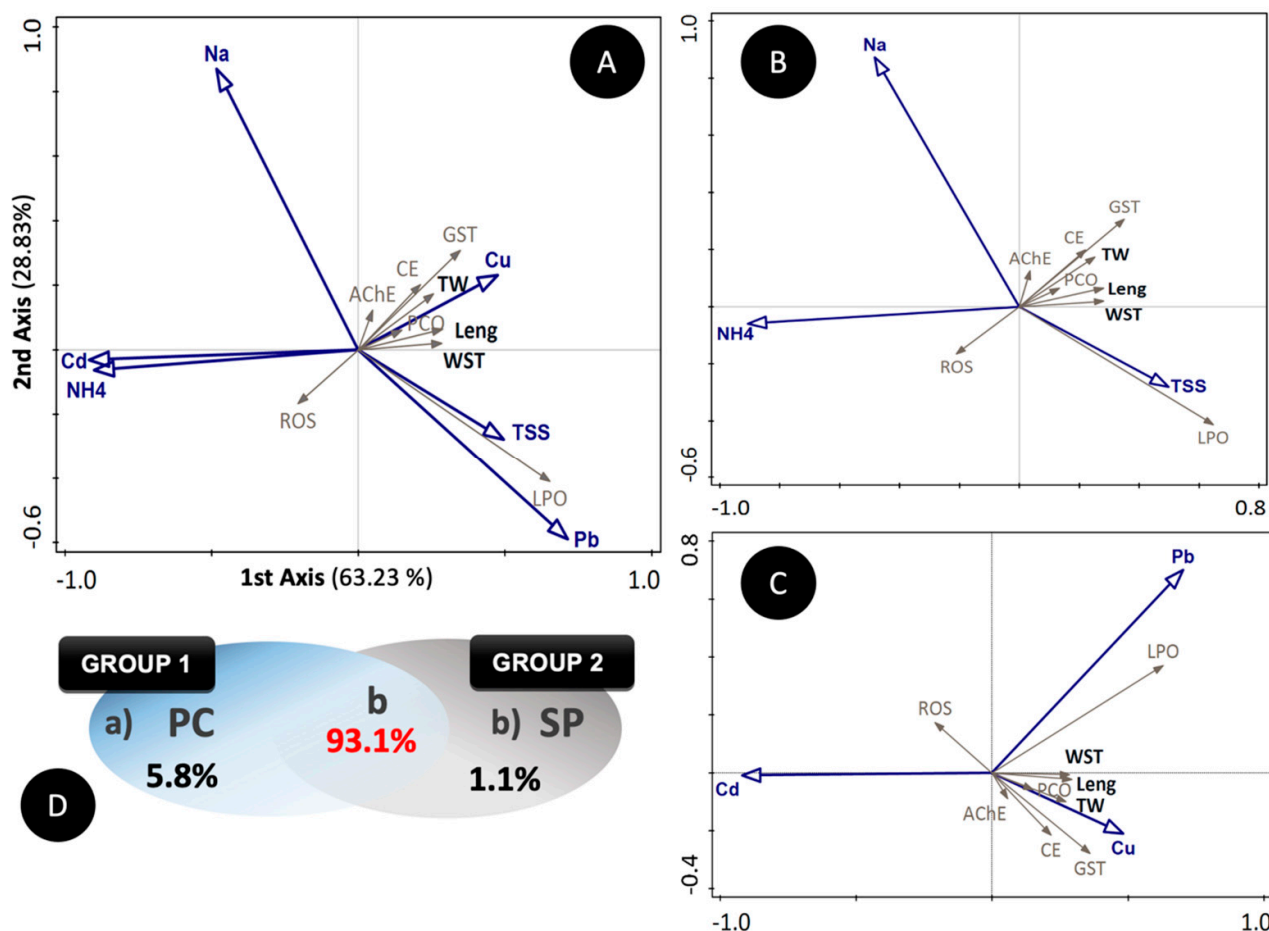 A
1.0
Na
GST
Cu
CE
TW
AChE
PCO
Leng
WST
Cd
NH4
ROS
TSS
LPO
Pb
-0.6
2nd Axis (28.83%)
-1.0
1st Axis (63.23 %)
1.0
B
1.0
Na
GST
CE
TW
AChE
PCO
Leng
WST
NH4
ROS
TSS
LPO
-0.6
-1.0
0.8
C
0.8
Pb
LPO
ROS
WST
Cd
Leng
PCO
TW
AChE
CE
GST
Cu
-0.4
-1.0
1.0
GROUP 1
GROUP 2
a) PC
b
b) SP
5.8%
93.1%
1.1%
D